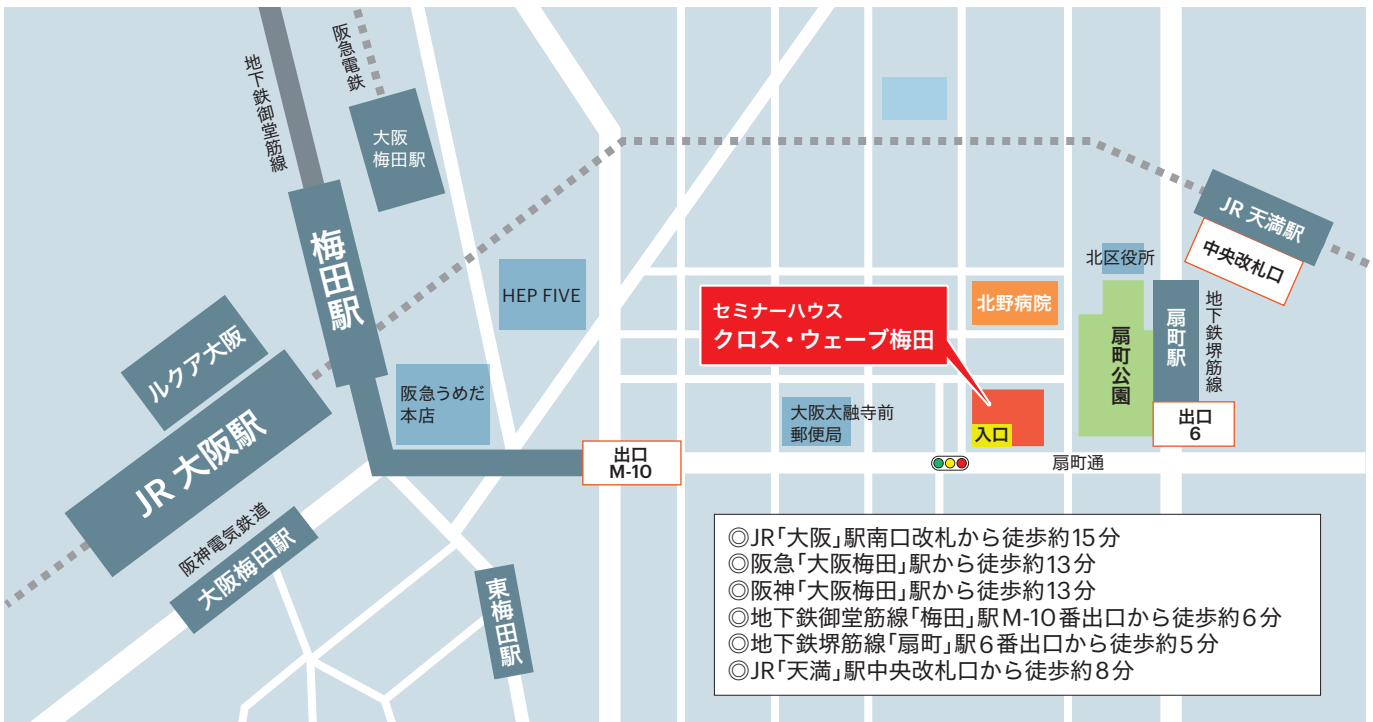 地下鉄御堂筋線
阪急電鉄
大阪
梅田駅
梅田駅
HEP FIVE
ルクア大阪
JR 大阪駅
阪急うめだ
本店
阪神電気鉄道
大阪梅田駅
東梅田駅
出口
M-10
セミナーハウス
クロス・ウェーブ梅田
大阪太融寺前
郵便局
北野病院
入口
北区役所
扇町公園
扇町駅
地下鉄堺筋線
出口
6
JR 天満駅
中央改札口
扇町通
◎JR「大阪」駅南口改札から徒歩約15分
◎阪急「大阪梅田」駅から徒歩約13分
◎阪神「大阪梅田」駅から徒歩約13分
◎地下鉄御堂筋線「梅田」駅M-10番出口から徒歩約6分
◎地下鉄堺筋線「扇町」駅6番出口から徒歩約5分
◎JR「天満」駅中央改札口から徒歩約8分